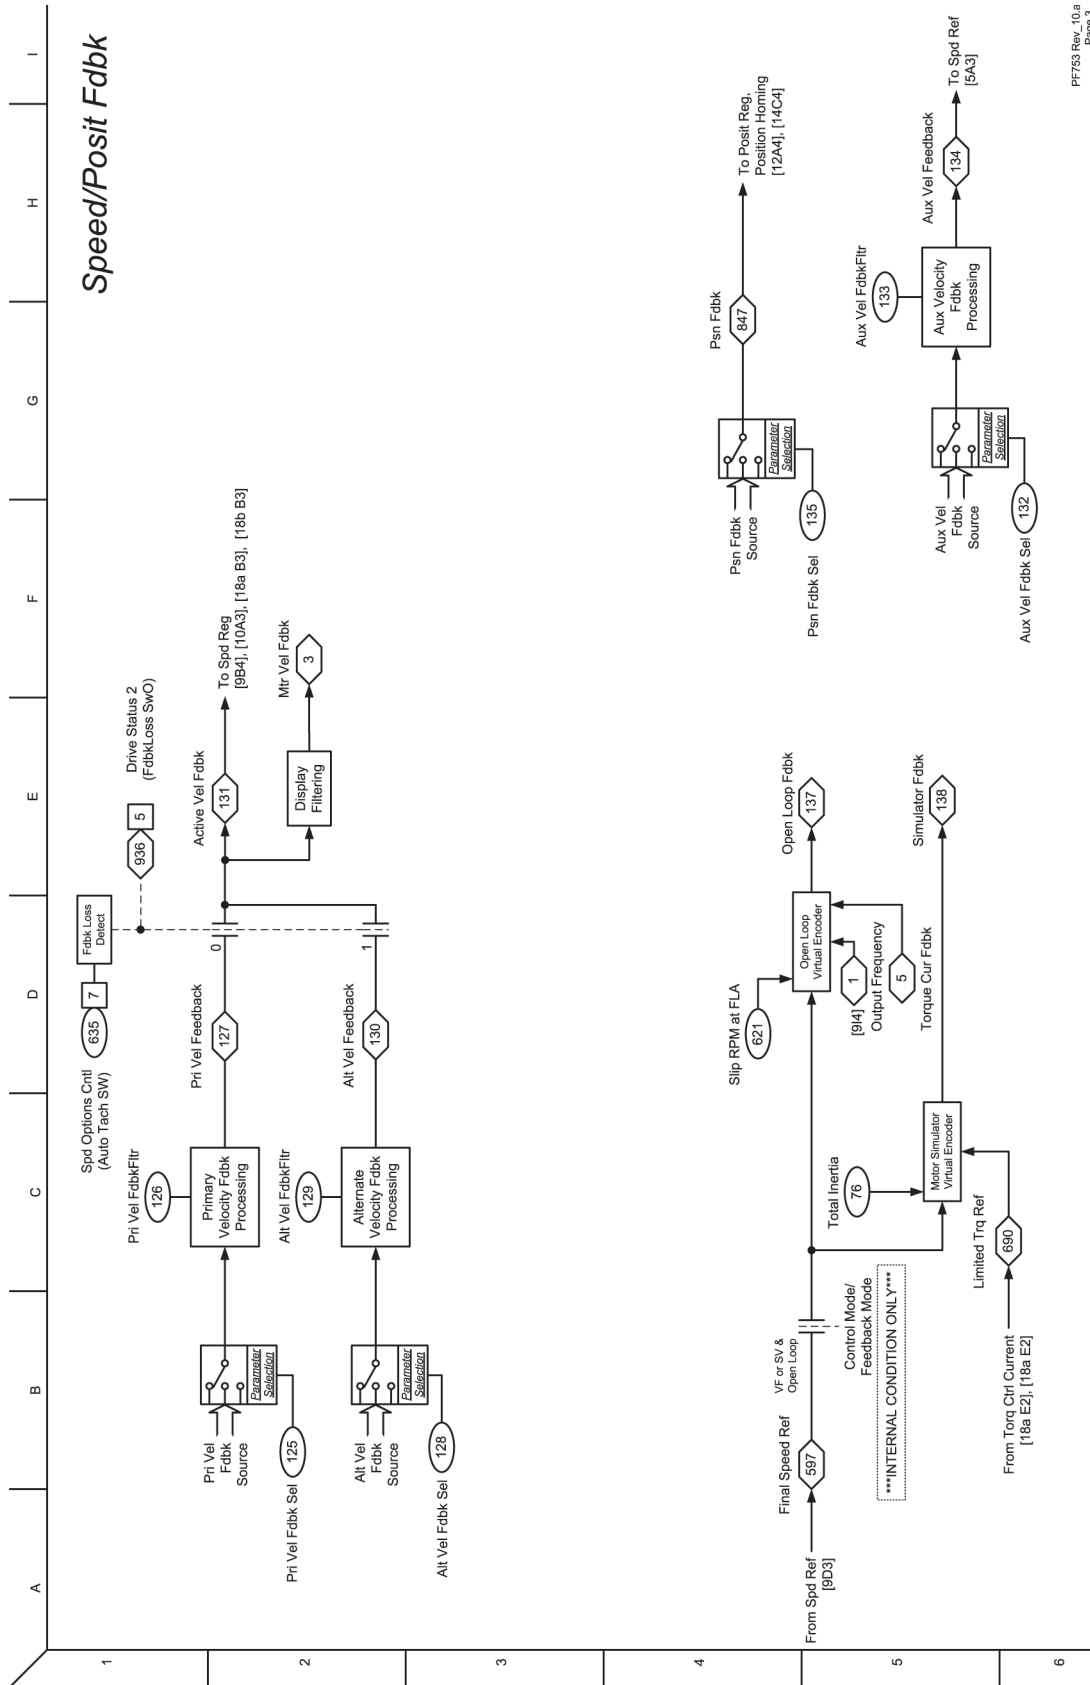 A
B
C
D
E
F
G
H
I
1
2
3
4
5
6
Speed/Posit Fdbk
Spd Options Cntl
(Auto Tach SW)
635
7
Fdbk Loss
Detect
936
5
Drive Status 2
(FdbkLoss SwO)
Pri Vel
Fdbk
Source
Parameter
Selection
125
Pri Vel Fdbk Sel
Pri Vel FdbkFltr
126
Primary
Velocity Fdbk
Processing
Pri Vel Feedback
127
0
Active Vel Fdbk
131
To Spd Reg
[9B4], [10A3], [18a B3], [18b B3]
Display
Filtering
Mtr Vel Fdbk
3
Alt Vel
Fdbk
Source
Parameter
Selection
128
Alt Vel Fdbk Sel
Alt Vel FdbkFltr
129
Alternate
Velocity Fdbk
Processing
Alt Vel Feedback
130
1
Psn Fdbk
Source
Parameter
Selection
135
Psn Fdbk Sel
Psn Fdbk
847
To Posit Reg,
Position Homing
[12A4], [14C4]
From Spd Ref
[9D3]
Final Speed Ref
597
VF or SV &
Open Loop
Control Mode/
Feedback Mode
***INTERNAL CONDITION ONLY***
Slip RPM at FLA
621
Open Loop
Virtual Encoder
Open Loop Fdbk
137
[9I4]
1
Output Frequency
5
Torque Cur Fdbk
Total Inertia
76
Motor Simulator
Virtual Encoder
Simulator Fdbk
138
Limited Trq Ref
690
From Torq Ctrl Current
[18a E2], [18a E2]
Aux Vel
Fdbk
Source
Parameter
Selection
132
Aux Vel Fdbk Sel
Aux Vel FdbkFltr
133
Aux Velocity
Fdbk
Processing
Aux Vel Feedback
134
To Spd Ref
[5A3]
PF753 Rev_10.a
Page 3